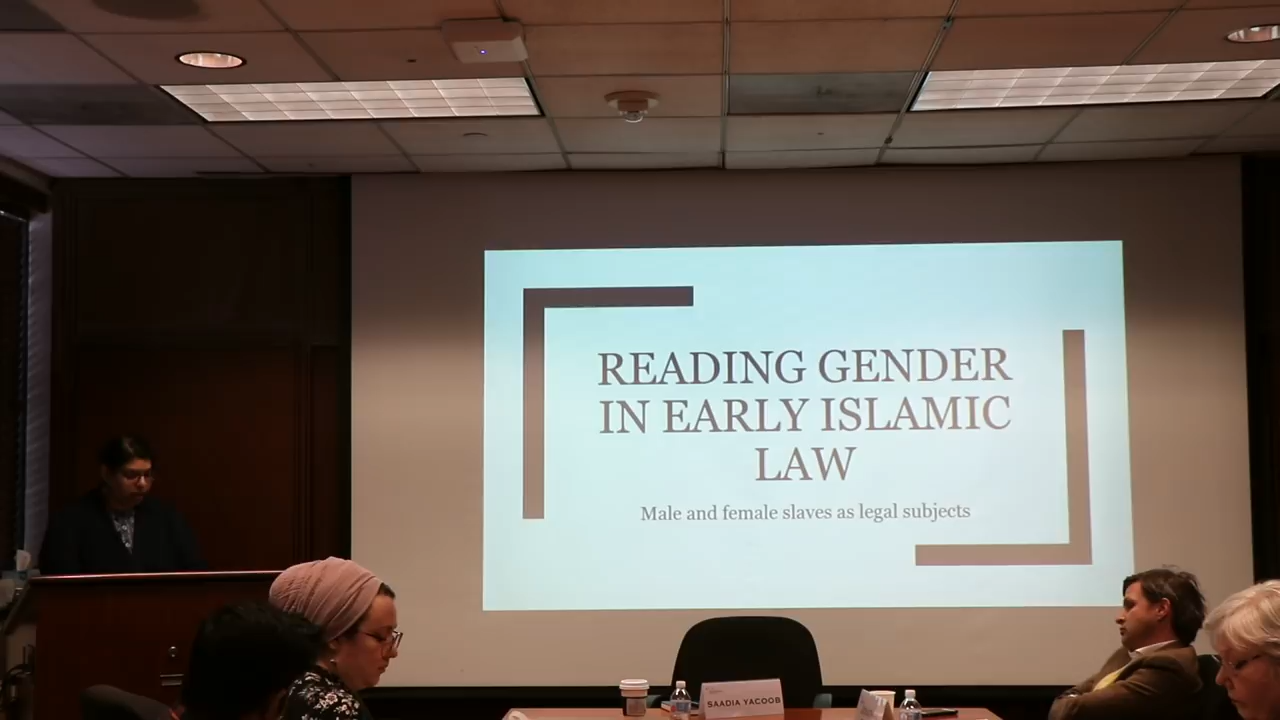 READING GENDER
IN EARLY ISLAMIC
LAW
Male and female slaves as legal subjects
SAADIA YACOOB